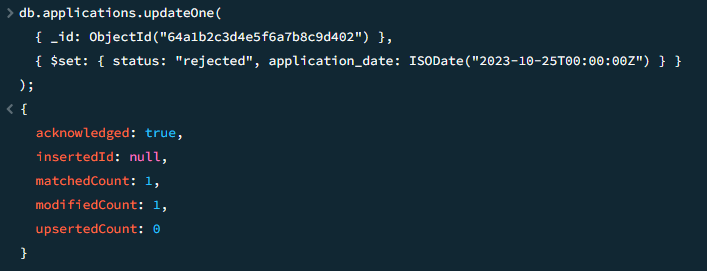 > db.applications.updateOne(
{ _id: ObjectId("64a1b2c3d4e5f6a7b8c9d402") },
{ $set: { status: "rejected", application_date: ISODate("2023-10-25T00:00:00Z") } }
);
< {
acknowledged: true,
insertedId: null,
matchedCount: 1,
modifiedCount: 1,
upsertedCount: 0
}